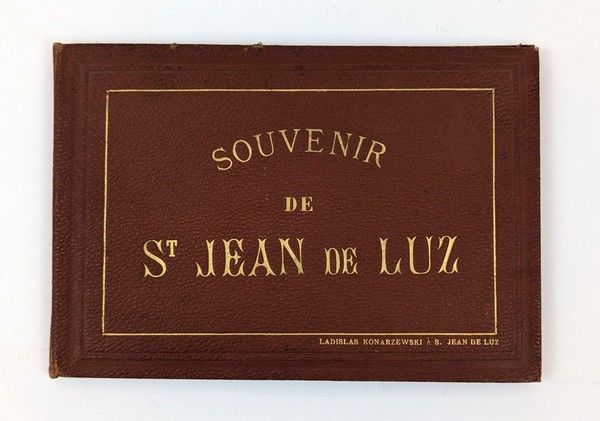 SOUVENIR
DE
ST JEAN DE LUZ
LADISLAS KONARZEWSKI À S. JEAN DE LUZ